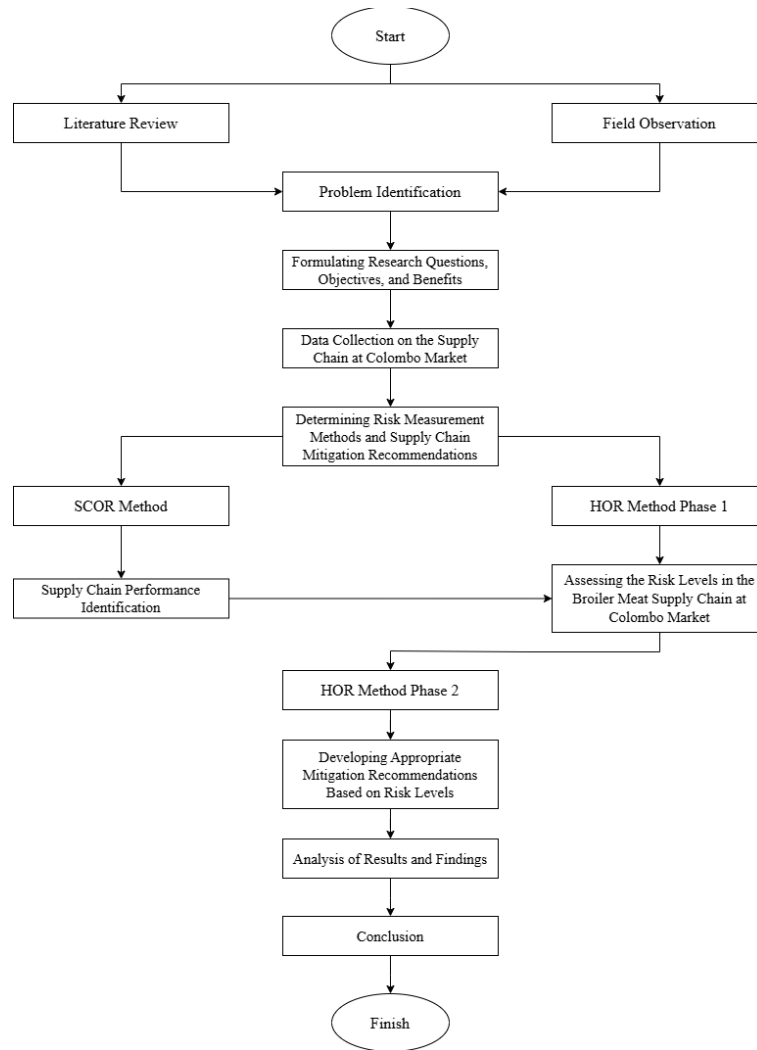 Start
Literature Review
Field Observation
Problem Identification
Formulating Research Questions,
Objectives, and Benefits
Data Collection on the Supply
Chain at Colombo Market
Determining Risk Measurement
Methods and Supply Chain
Mitigation Recommendations
SCOR Method
HOR Method Phase 1
Supply Chain Performance
Identification
Assessing the Risk Levels in the
Broiler Meat Supply Chain at
Colombo Market
HOR Method Phase 2
Developing Appropriate
Mitigation Recommendations
Based on Risk Levels
Analysis of Results and Findings
Conclusion
Finish